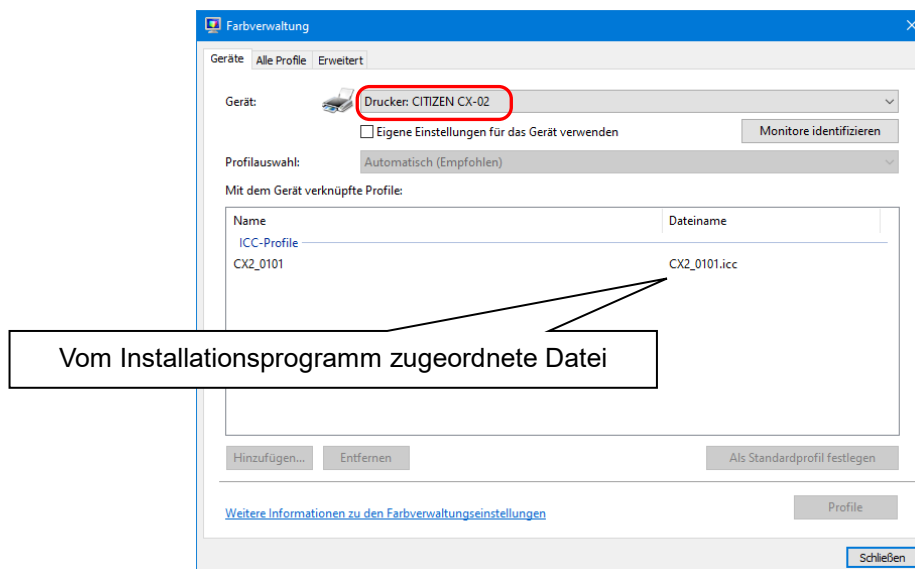 Farbverwaltung
Geräte Alle Profile Erweitert
Gerät: Drucker: CITIZEN CX-02
Eigene Einstellungen für das Gerät verwenden Monitore identifizieren
Profilauswahl: Automatisch (Empfohlen)
Mit dem Gerät verknüpfte Profile:
Name Dateiname
ICC-Profile
CX2_0101 CX2_0101.icc
Vom Installationsprogramm zugeordnete Datei
Hinzufügen... Entfernen Als Standardprofil festlegen
Weitere Informationen zu den Farbverwaltungseinstellungen Profile
Schließen